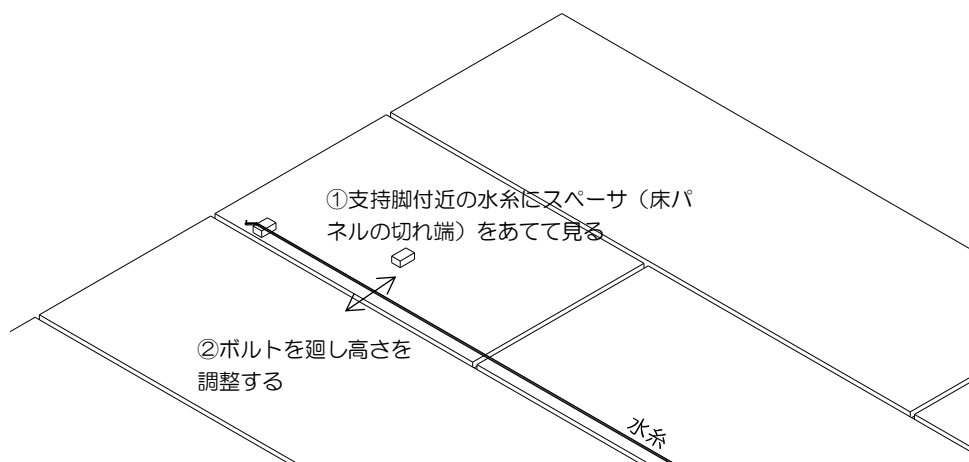 ①支持脚付近の水糸にスペーサ（床パ
ネルの切れ端）をあてて見る
②ボルトを廻し高さを
調整する
水糸